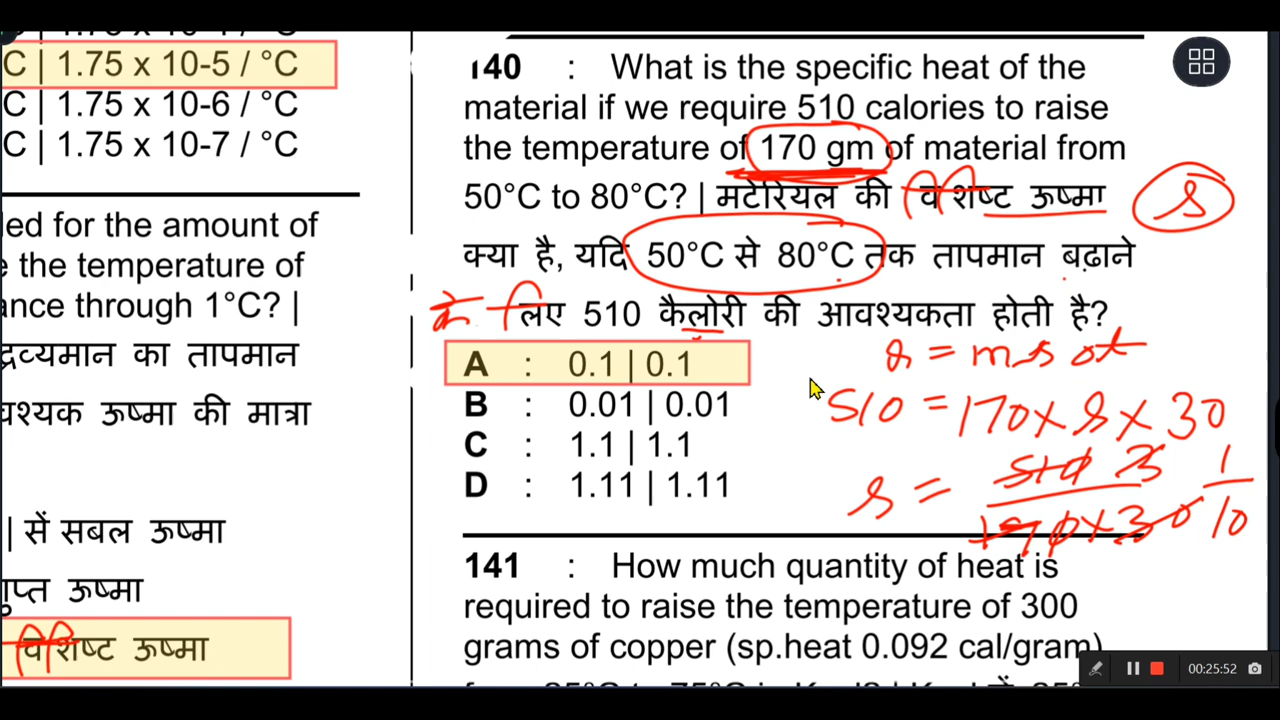 C | 1.75 x 10-5 / °C
C | 1.75 x 10-6 / °C
C | 1.75 x 10-7 / °C
led for the amount of
e the temperature of
ance through 1°C? |
द्रव्यमान का तापमान
वश्यक ऊष्मा की मात्रा
| सें सबल ऊष्मा
गुप्त ऊष्मा
विशिष्ट ऊष्मा
140 : What is the specific heat of the
material if we require 510 calories to raise
the temperature of 170 gm of material from
50°C to 80°C? | मटेरियल की विशिष्ट ऊष्मा
s
क्या है, यदि 50°C से 80°C तक तापमान बढ़ाने
के लिए 510 कैलोरी की आवश्यकता होती है?
A : 0.1 | 0.1
B : 0.01 | 0.01
C : 1.1 | 1.1
D : 1.11 | 1.11
= m s
510 = 170 x s x 30
s = 510 / 170 x 30 1 / 10
141 : How much quantity of heat is
required to raise the temperature of 300
grams of copper (sp.heat 0.092 cal/gram)
00:25:52